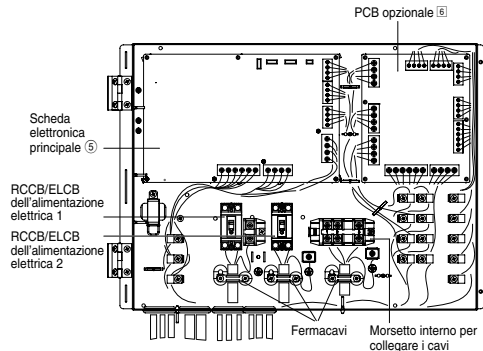 PCB opzionale 6
Scheda
elettronica
principale ⑤
RCCB/ELCB
dell'alimentazione
elettrica 1
RCCB/ELCB
dell'alimentazione
elettrica 2
Fermacavi
Morsetto interno per
collegare i cavi